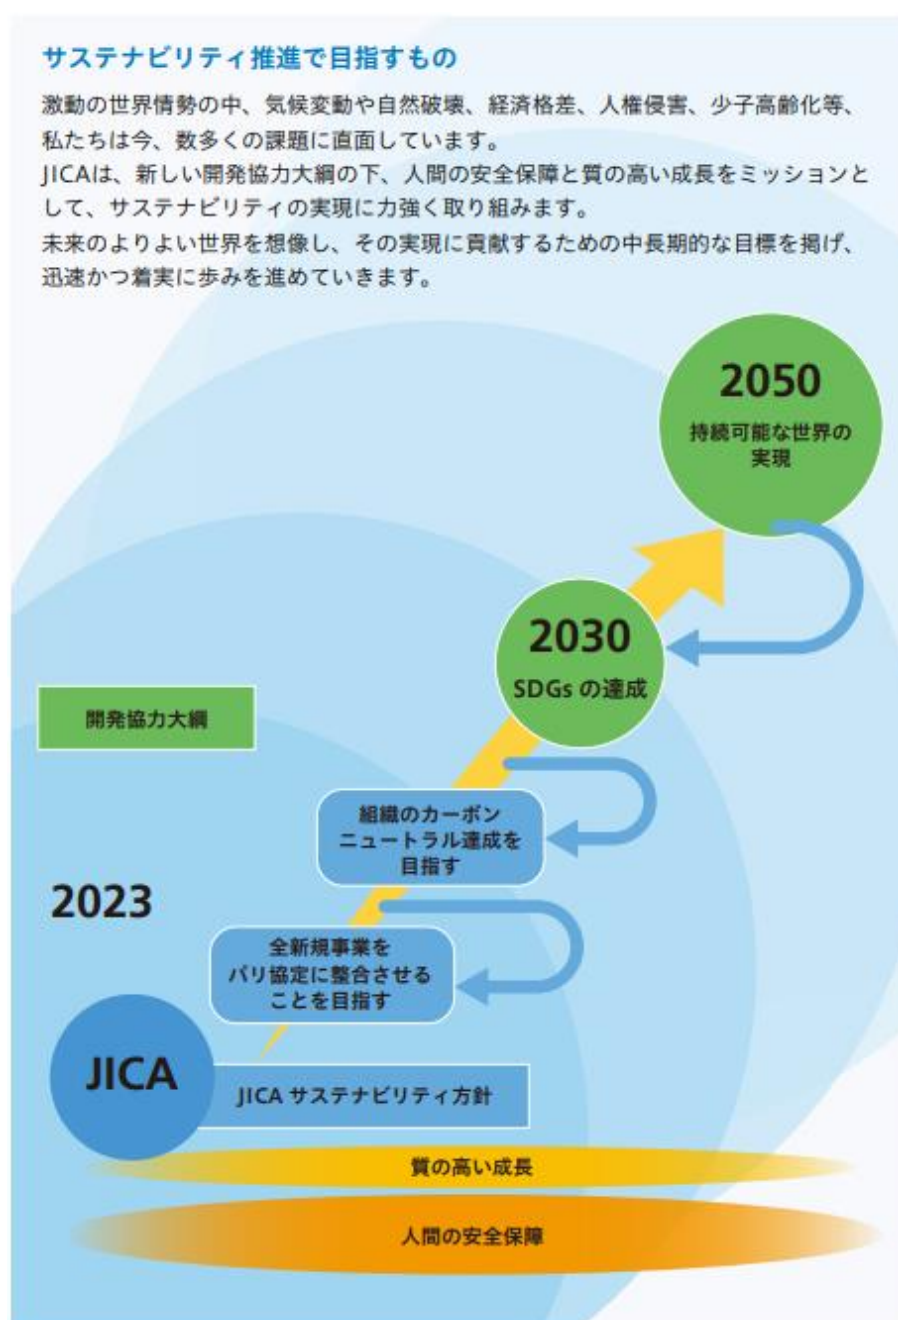 サステナビリティ推進で目指すもの
激動の世界情勢の中、気候変動や自然破壊、経済格差、人権侵害、少子高齢化等、
私たちは今、数多くの課題に直面しています。
JICAは、新しい開発協力大綱の下、人間の安全保障と質の高い成長をミッションと
して、サステナビリティの実現に力強く取り組みます。
未来のよりよい世界を想像し、その実現に貢献するための中長期的な目標を掲げ、
迅速かつ着実に歩みを進めていきます。
2050
持続可能な世界の
実現
2030
SDGs の達成
開発協力大綱
組織のカーボン
ニュートラル達成を
目指す
2023
全新規事業を
パリ協定に整合させる
ことを目指す
JICA
JICA サステナビリティ方針
質の高い成長
人間の安全保障